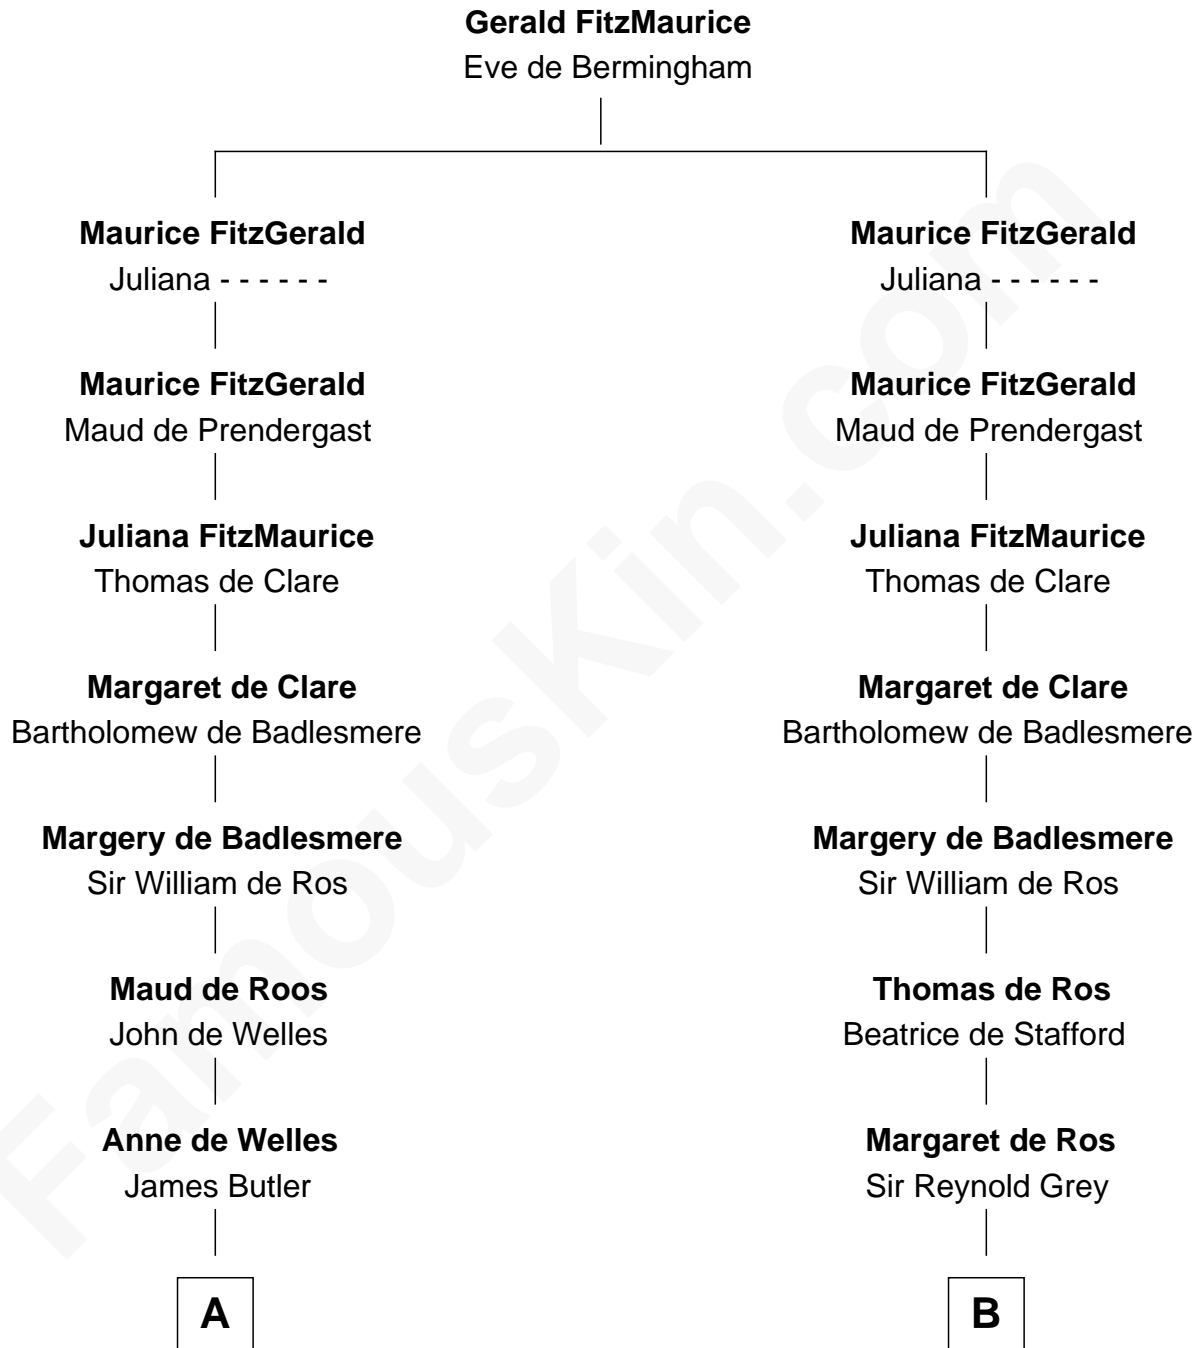 Gerald FitzMaurice
Eve de Bermingham
Maurice FitzGerald
Juliana - - - - - -
Maurice FitzGerald
Maud de Prendergast
Juliana FitzMaurice
Thomas de Clare
Margaret de Clare
Bartholomew de Badlesmere
Margery de Badlesmere
Sir William de Ros
Maud de Roos
John de Welles
Anne de Welles
James Butler
A
Maurice FitzGerald
Juliana - - - - - -
Maurice FitzGerald
Maud de Prendergast
Juliana FitzMaurice
Thomas de Clare
Margaret de Clare
Bartholomew de Badlesmere
Margery de Badlesmere
Sir William de Ros
Thomas de Ros
Beatrice de Stafford
Margaret de Ros
Sir Reynold Grey
B
FamousKin.com